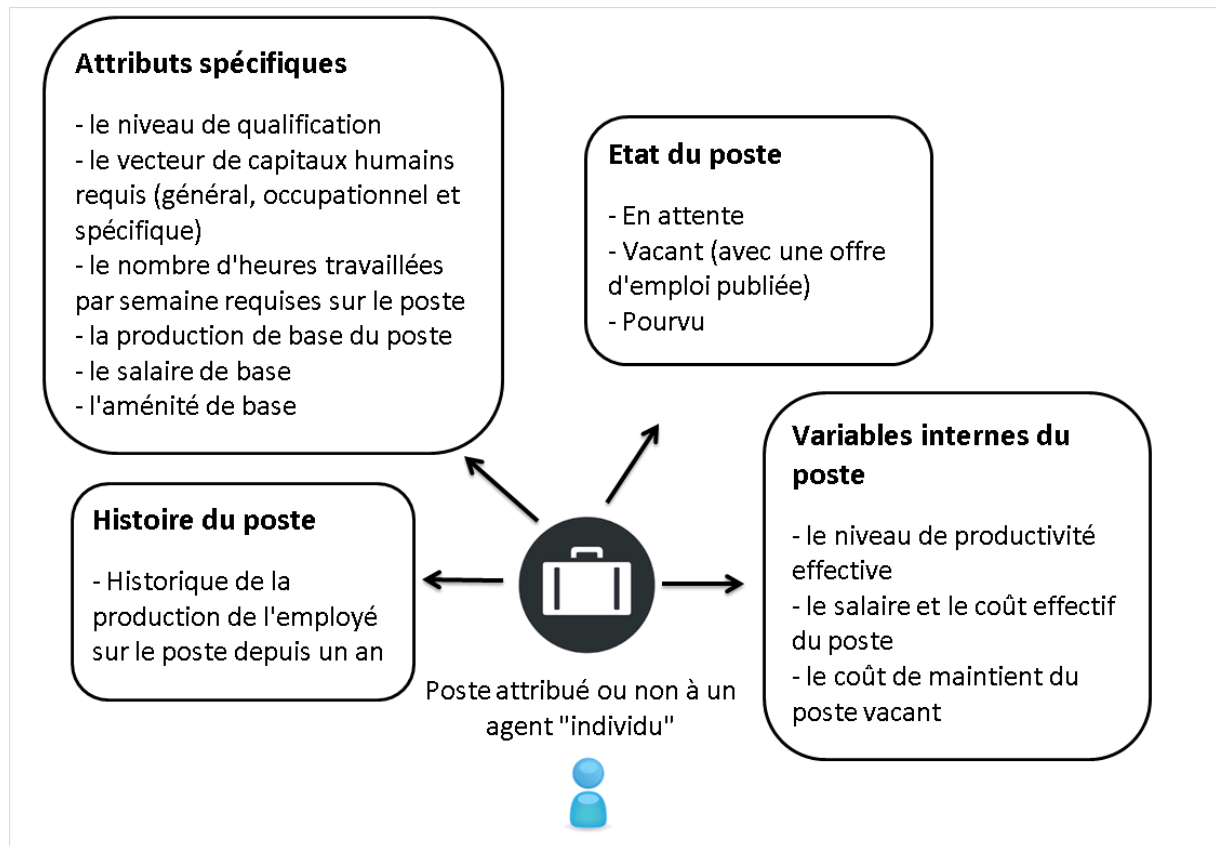 Attributs spécifiques
- le niveau de qualification
- le vecteur de capitaux humains
requis (général, occupationnel et
spécifique)
- le nombre d'heures travaillées
par semaine requises sur le poste
- la production de base du poste
- le salaire de base
- l'aménité de base
Etat du poste
- En attente
- Vacant (avec une offre
d'emploi publiée)
- Pourvu
Histoire du poste
- Historique de la
production de l'employé
sur le poste depuis un an
Variables internes du
poste
- le niveau de productivité
effective
- le salaire et le coût effectif
du poste
- le coût de maintient du
poste vacant
Poste attribué ou non à un
agent "individu"